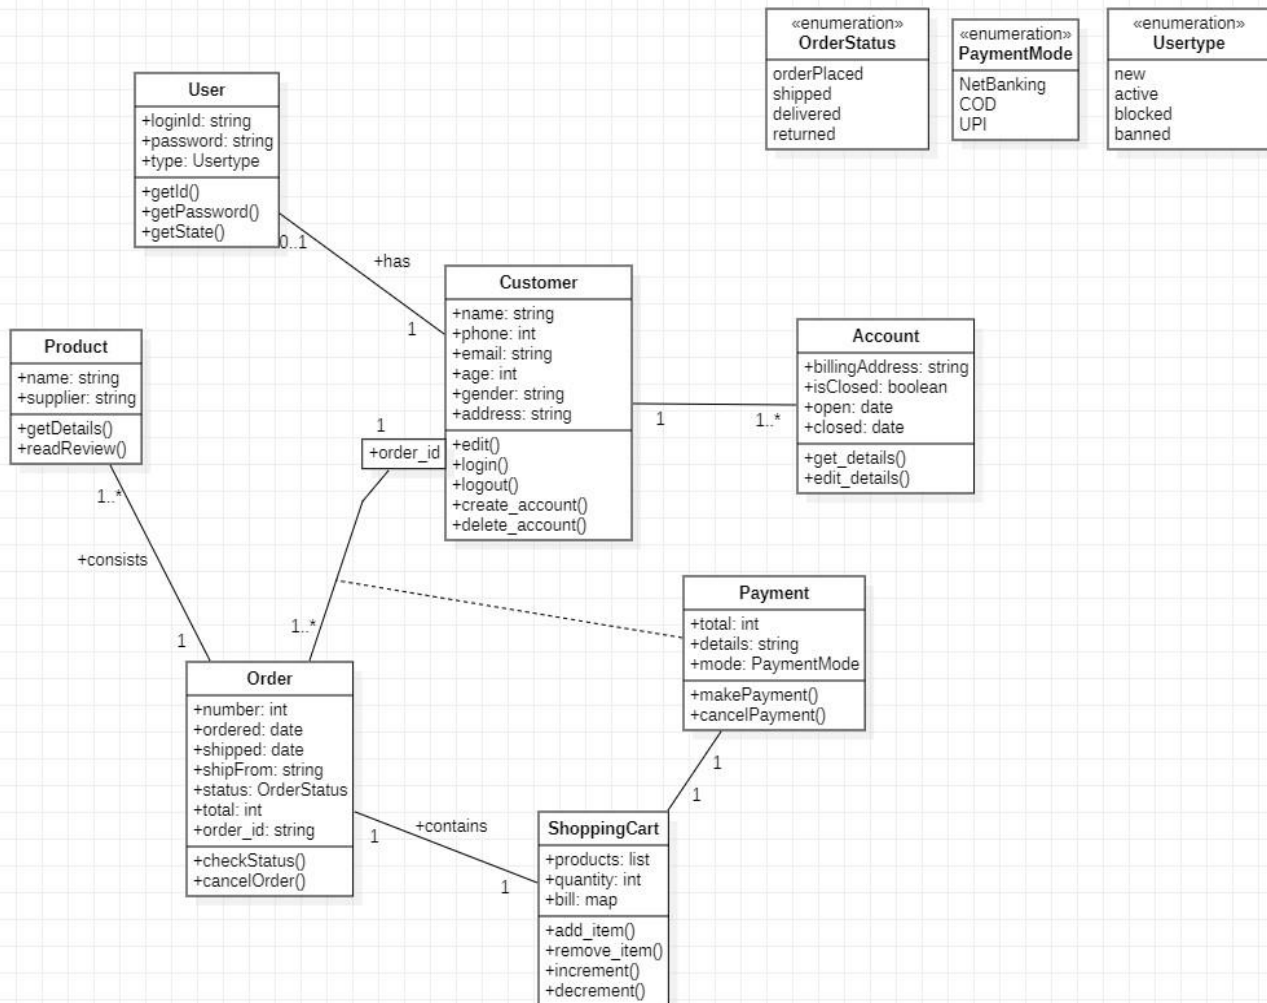 «enumeration»
OrderStatus
orderPlaced
shipped
delivered
returned
«enumeration»
PaymentMode
NetBanking
COD
UPI
«enumeration»
Usertype
new
active
blocked
banned
User
+loginId: string
+password: string
+type: Usertype
+getId()
+getPassword()
+getState()
0..1
+has
1
Customer
+name: string
+phone: int
+email: string
+age: int
+gender: string
+address: string
+edit()
+login()
+logout()
+create_account()
+delete_account()
1
1..*
Account
+billingAddress: string
+isClosed: boolean
+open: date
+closed: date
+get_details()
+edit_details()
Product
+name: string
+supplier: string
+getDetails()
+readReview()
1..*
+consists
1
1
+order_id
1..*
Payment
+total: int
+details: string
+mode: PaymentMode
+makePayment()
+cancelPayment()
1
1
Order
+number: int
+ordered: date
+shipped: date
+shipFrom: string
+status: OrderStatus
+total: int
+order_id: string
+checkStatus()
+cancelOrder()
1
+contains
1
ShoppingCart
+products: list
+quantity: int
+bill: map
+add_item()
+remove_item()
+increment()
+decrement()